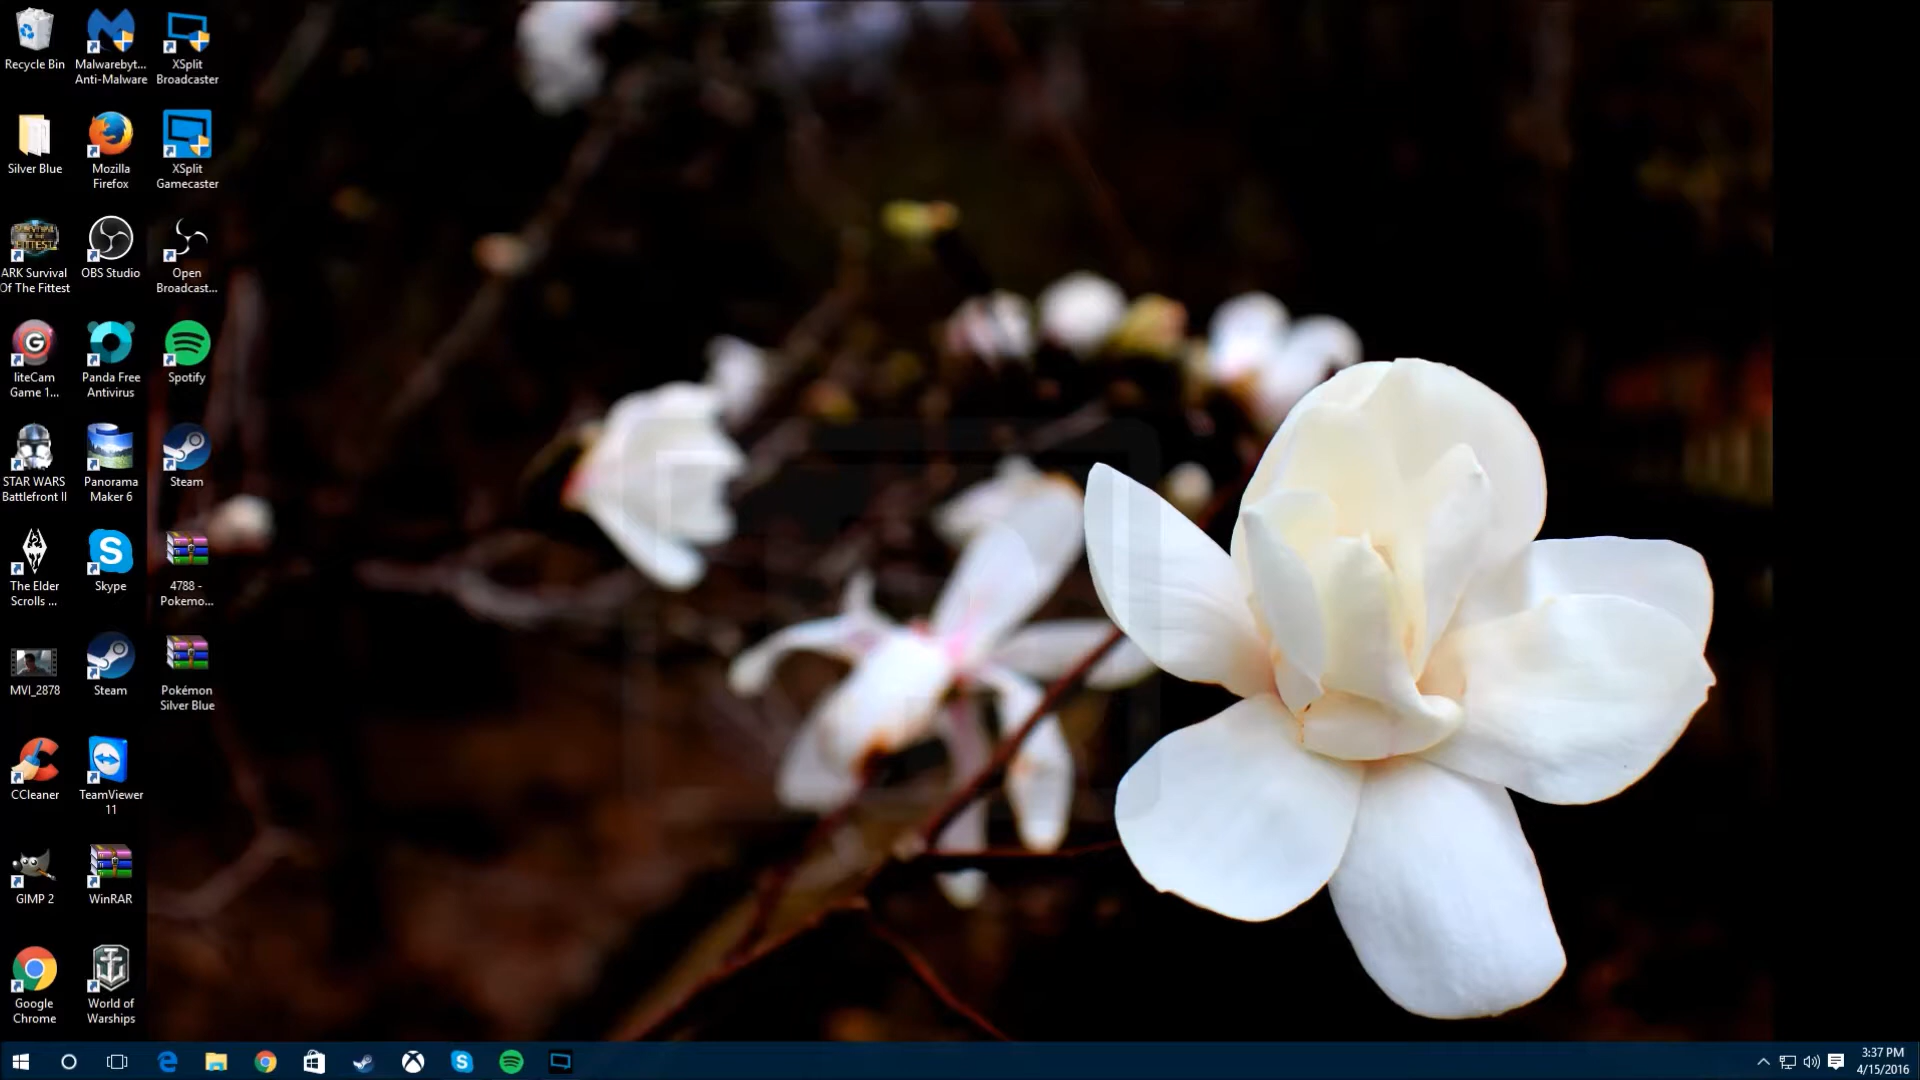 Recycle Bin
Malwarebyt...
Anti-Malware
XSplit
Broadcaster
Silver Blue
Mozilla
Firefox
XSplit
Gamecaster
ARK Survival
Of The Fittest
OBS Studio
Open
Broadcast...
liteCam
Game 1...
Panda Free
Antivirus
Spotify
STAR WARS
Battlefront II
Panorama
Maker 6
Steam
The Elder
Scrolls ...
Skype
4788 -
Pokemo...
MVI_2878
Steam
Pokémon
Silver Blue
CCleaner
TeamViewer
11
GIMP 2
WinRAR
Google
Chrome
World of
Warships
3:37 PM
4/15/2016